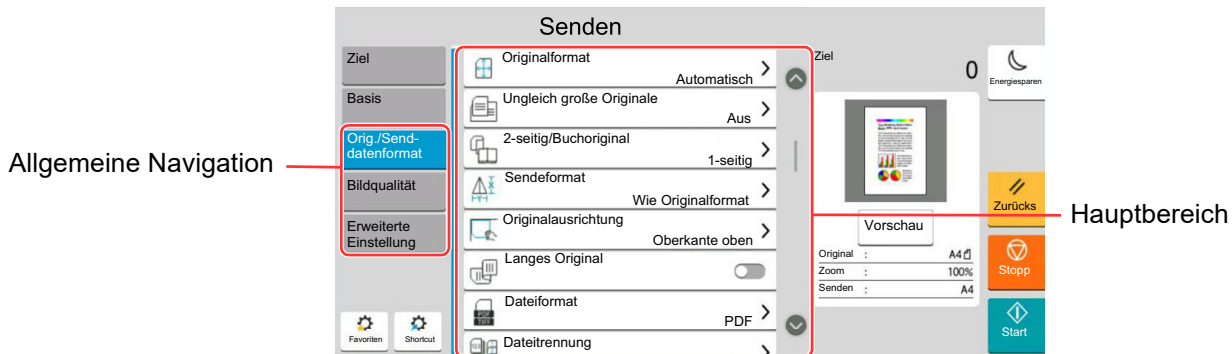 Senden
Allgemeine Navigation
Ziel
Basis
Orig./Send-
datenformat
Bildqualität
Erweiterte
Einstellung
Favoriten
Shortcut
Originalformat
Automatisch
Ungleich große Originale
Aus
2-seitig/Buchoriginal
1-seitig
Sendeformat
Wie Originalformat
Originalausrichtung
Oberkante oben
Langes Original
Dateiformat
PDF
TIFF
PDF
Dateitrennung
Ziel
0
Vorschau
Original : A4
Zoom : 100%
Senden : A4
Energiesparen
Zurücks
Stopp
Start
Hauptbereich